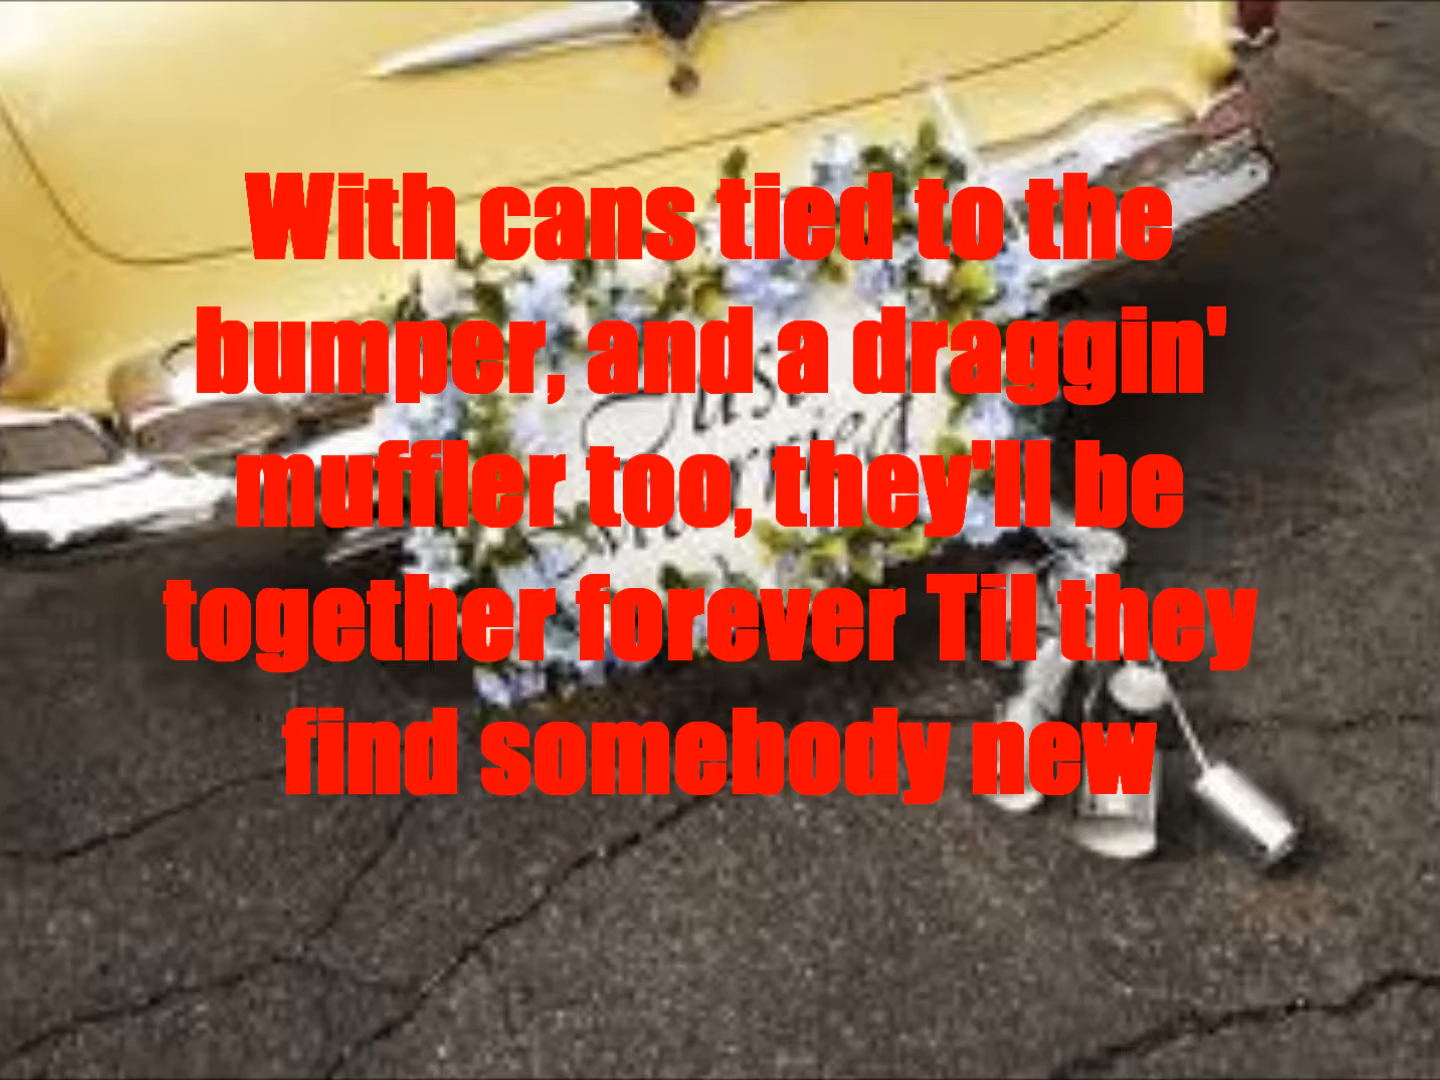 With cans tied to the
bumper, and a draggin'
muffler too, they'll be
together forever Til they
find somebody new
Just